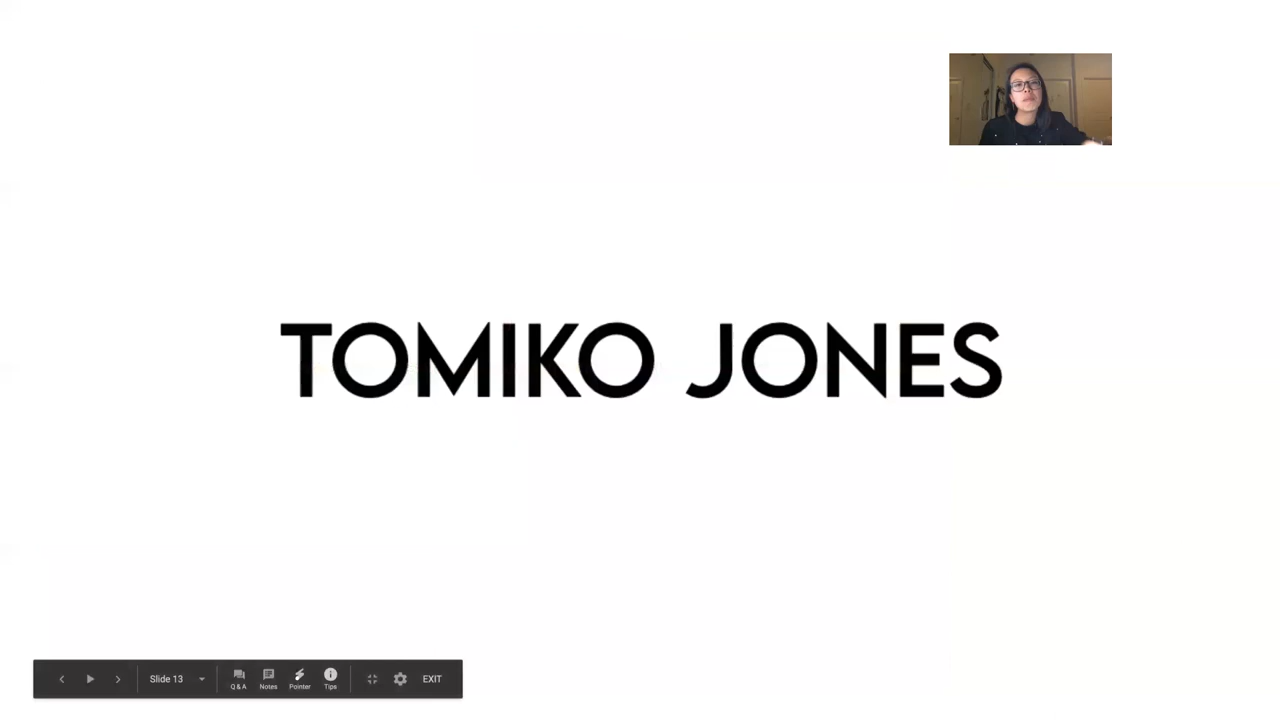 TOMIKO JONES
Slide 13
Q & A
Notes
Pointer
Tips
EXIT